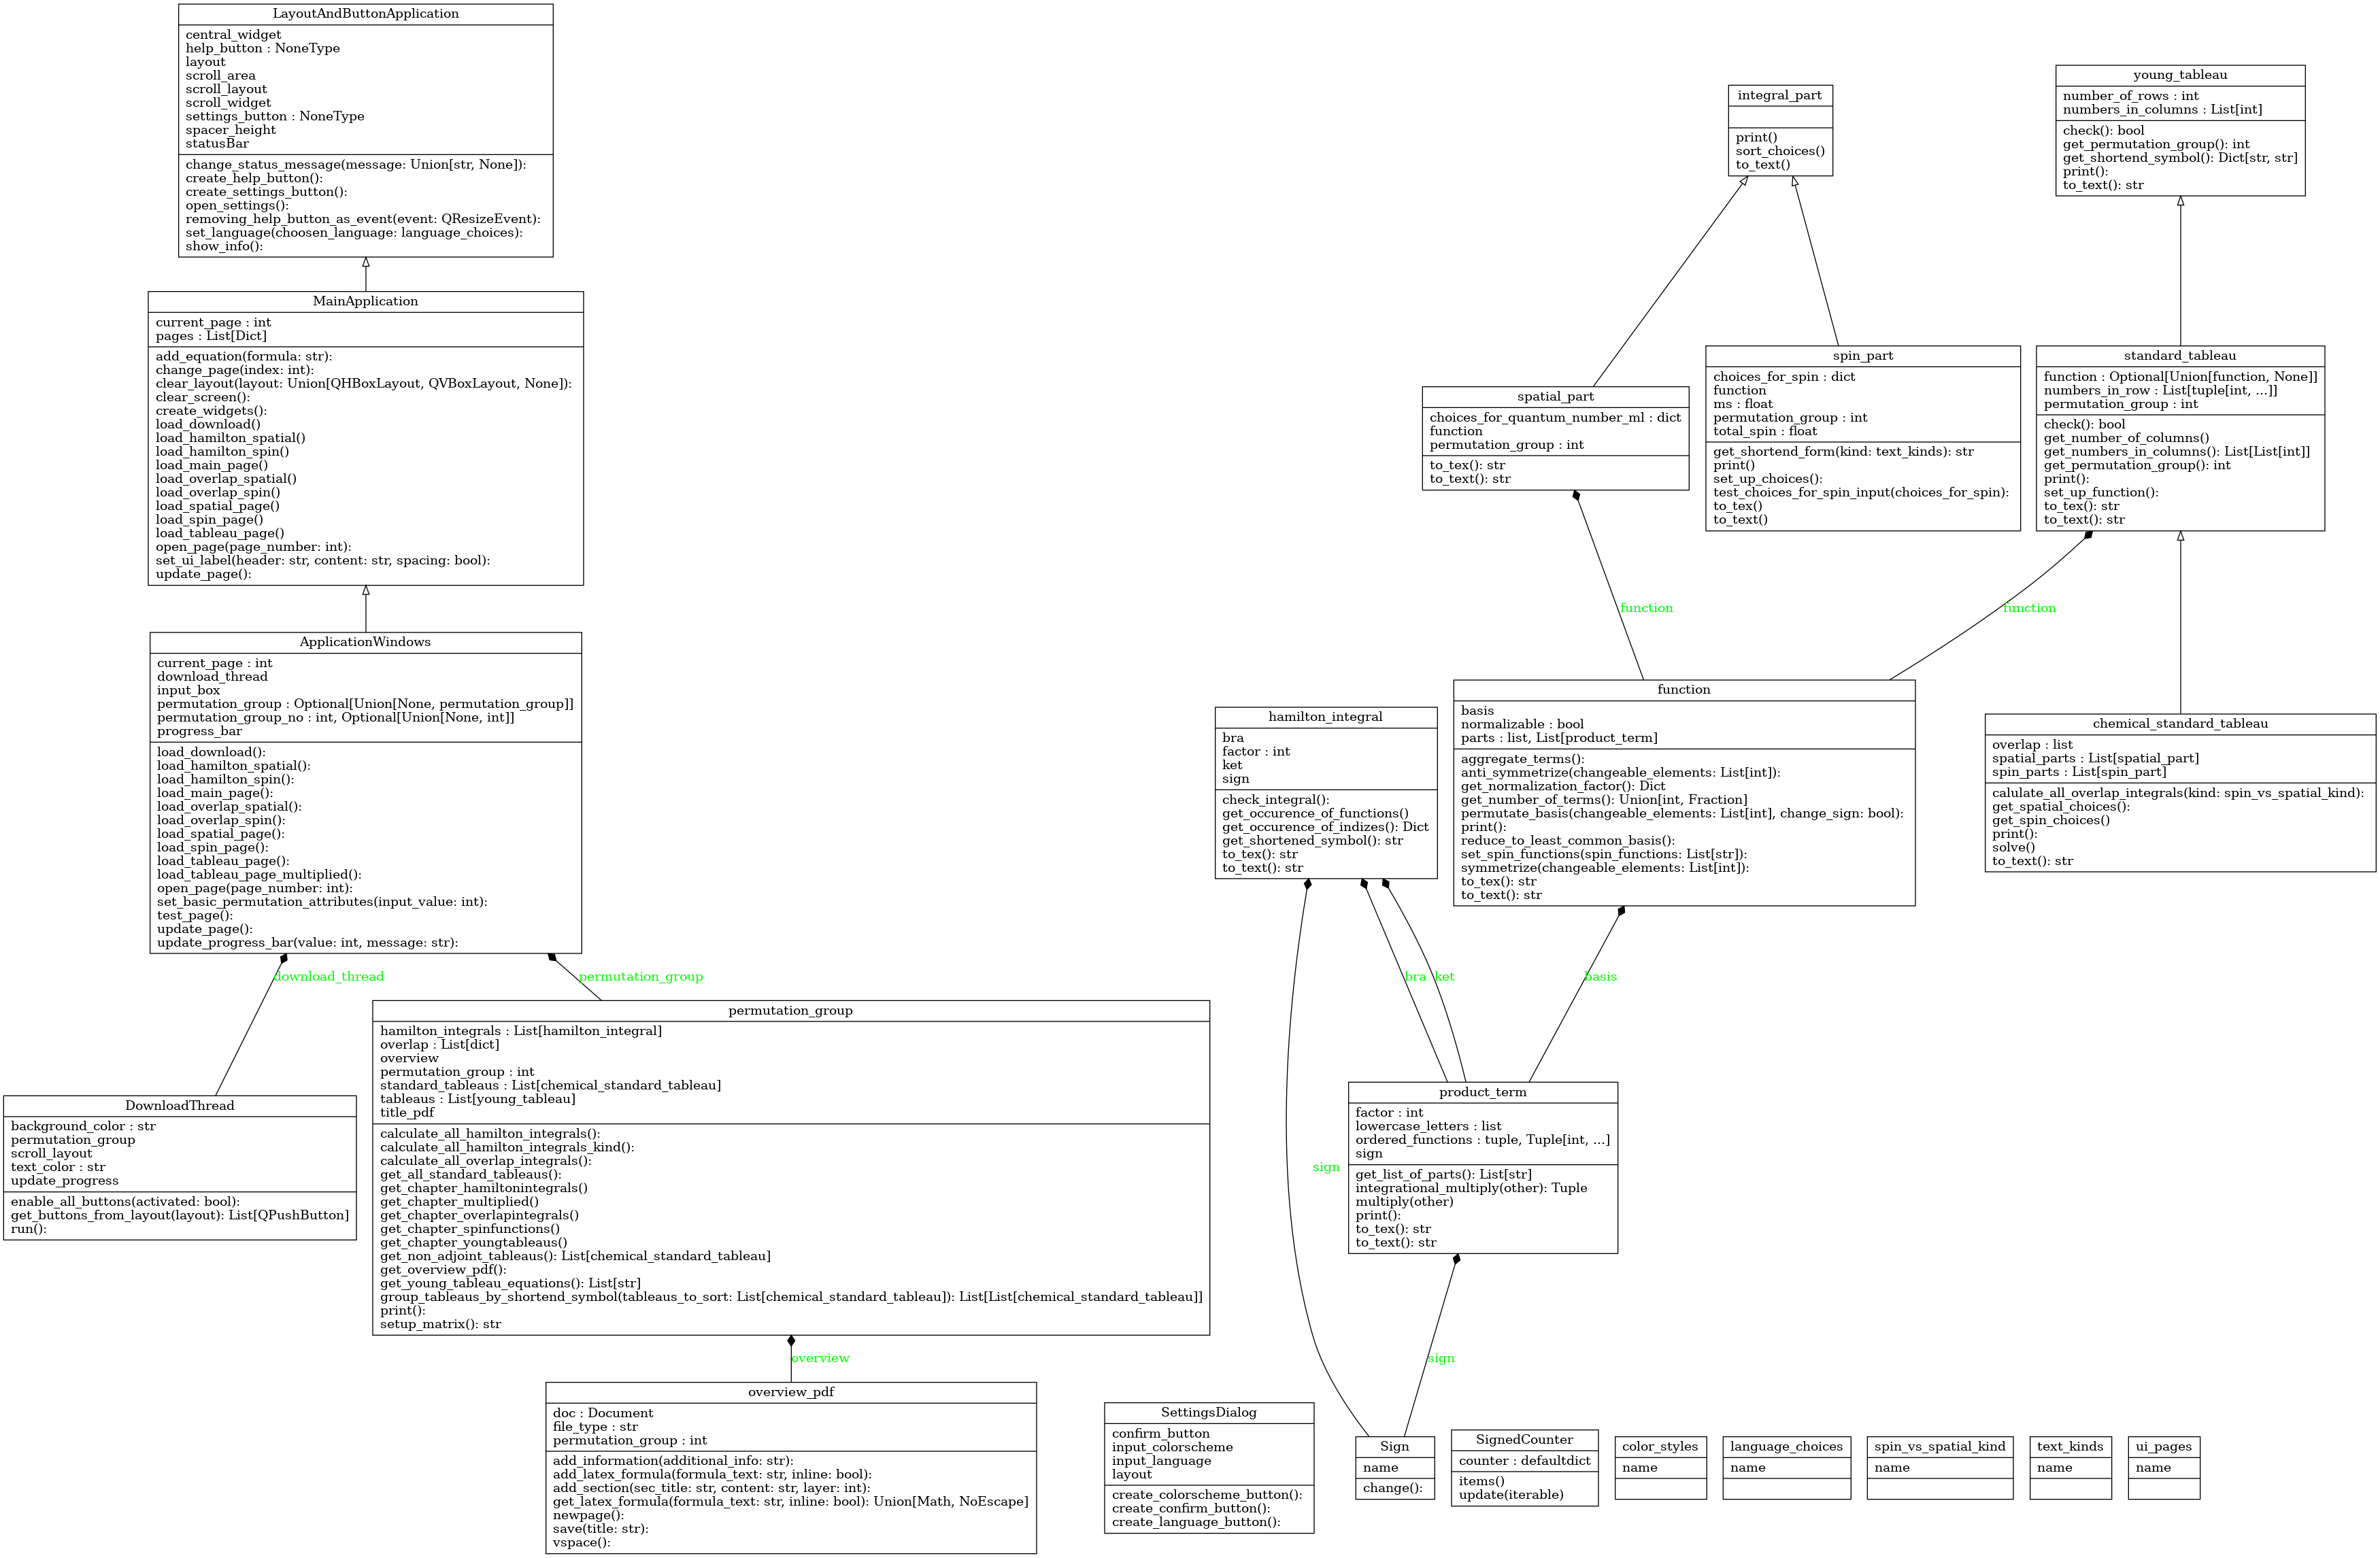 LayoutAndButtonApplication
central_widget
help_button : NoneType
layout
scroll_area
scroll_layout
scroll_widget
settings_button : NoneType
spacer_height
statusBar
change_status_message(message: Union[str, None]):
create_help_button():
create_settings_button():
open_settings():
removing_help_button_as_event(event: QResizeEvent):
set_language(choosen_language: language_choices):
show_info():
MainApplication
current_page : int
pages : List[Dict]
add_equation(formula: str):
change_page(index: int):
clear_layout(layout: Union[QHBoxLayout, QVBoxLayout, None]):
clear_screen():
create_widgets():
load_download()
load_hamilton_spatial()
load_hamilton_spin()
load_main_page()
load_overlap_spatial()
load_overlap_spin()
load_spatial_page()
load_spin_page()
load_tableau_page()
open_page(page_number: int):
set_ui_label(header: str, content: str, spacing: bool):
update_page():
ApplicationWindows
current_page : int
download_thread
input_box
permutation_group : Optional[Union[None, permutation_group]]
permutation_group_no : int, Optional[Union[None, int]]
progress_bar
load_download():
load_hamilton_spatial():
load_hamilton_spin():
load_main_page():
load_overlap_spatial():
load_overlap_spin():
load_spatial_page():
load_spin_page():
load_tableau_page():
load_tableau_page_multiplied():
open_page(page_number: int):
set_basic_permutation_attributes(input_value: int):
test_page():
update_page():
update_progress_bar(value: int, message: str):
download_thread
permutation_group
DownloadThread
background_color : str
permutation_group
scroll_layout
text_color : str
update_progress
enable_all_buttons(activated: bool):
get_buttons_from_layout(layout): List[QPushButton]
run():
permutation_group
hamilton_integrals : List[hamilton_integral]
overlap : List[dict]
overview
permutation_group : int
standard_tableaus : List[chemical_standard_tableau]
tableaus : List[young_tableau]
title_pdf
calculate_all_hamilton_integrals():
calculate_all_hamilton_integrals_kind():
calculate_all_overlap_integrals():
get_all_standard_tableaus():
get_chapter_hamiltonintegrals()
get_chapter_multiplied()
get_chapter_overlapintegrals()
get_chapter_spinfunctions()
get_chapter_youngtableaus()
get_non_adjoint_tableaus(): List[chemical_standard_tableau]
get_overview_pdf():
get_young_tableau_equations(): List[str]
group_tableaus_by_shortend_symbol(tableaus_to_sort: List[chemical_standard_tableau]): List[List[chemical_standard_tableau]]
print():
setup_matrix(): str
overview
overview_pdf
doc : Document
file_type : str
permutation_group : int
add_information(additional_info: str):
add_latex_formula(formula_text: str, inline: bool):
add_section(sec_title: str, content: str, layer: int):
get_latex_formula(formula_text: str, inline: bool): Union[Math, NoEscape]
newpage():
save(title: str):
vspace():
integral_part
print()
sort_choices()
to_text()
young_tableau
number_of_rows : int
numbers_in_columns : List[int]
check(): bool
get_permutation_group(): int
get_shortend_symbol(): Dict[str, str]
print():
to_text(): str
spatial_part
choices_for_quantum_number_ml : dict
function
permutation_group : int
to_tex(): str
to_text(): str
spin_part
choices_for_spin : dict
function
ms : float
permutation_group : int
total_spin : float
get_shortend_form(kind: text_kinds): str
print()
set_up_choices():
test_choices_for_spin_input(choices_for_spin):
to_tex()
to_text()
standard_tableau
function : Optional[Union[function, None]]
numbers_in_row : List[tuple[int, ...]]
permutation_group : int
check(): bool
get_number_of_columns()
get_numbers_in_columns(): List[List[int]]
get_permutation_group(): int
print():
set_up_function():
to_tex(): str
to_text(): str
function
function
hamilton_integral
bra
factor : int
ket
sign
check_integral():
get_occurence_of_functions()
get_occurence_of_indizes(): Dict
get_shortened_symbol(): str
to_tex(): str
to_text(): str
function
basis
normalizable : bool
parts : list, List[product_term]
aggregate_terms():
anti_symmetrize(changeable_elements: List[int]):
get_normalization_factor(): Dict
get_number_of_terms(): Union[int, Fraction]
permutate_basis(changeable_elements: List[int], change_sign: bool):
print():
reduce_to_least_common_basis():
set_spin_functions(spin_functions: List[str]):
symmetrize(changeable_elements: List[int]):
to_tex(): str
to_text(): str
chemical_standard_tableau
overlap : list
spatial_parts : List[spatial_part]
spin_parts : List[spin_part]
calulate_all_overlap_integrals(kind: spin_vs_spatial_kind):
get_spatial_choices():
get_spin_choices()
print():
solve()
to_text(): str
bra
ket
basis
product_term
factor : int
lowercase_letters : list
ordered_functions : tuple, Tuple[int, ...]
sign
get_list_of_parts(): List[str]
integrational_multiply(other): Tuple
multiply(other)
print():
to_tex(): str
to_text(): str
sign
sign
SettingsDialog
confirm_button
input_colorscheme
input_language
layout
create_colorscheme_button():
create_confirm_button():
create_language_button():
Sign
name
change():
SignedCounter
counter : defaultdict
items()
update(iterable)
color_styles
name
language_choices
name
spin_vs_spatial_kind
name
text_kinds
name
ui_pages
name